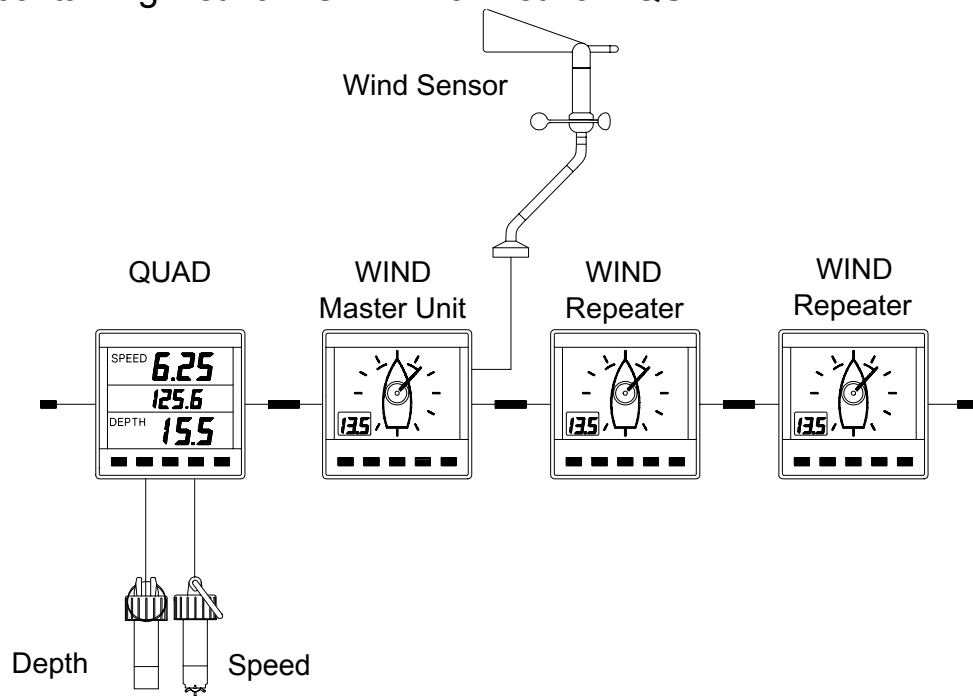 Wind Sensor
QUAD
WIND
Master Unit
WIND
Repeater
WIND
Repeater
SPEED 6.25
125.6
DEPTH 15.5
13.5
13.5
13.5
Depth
Speed